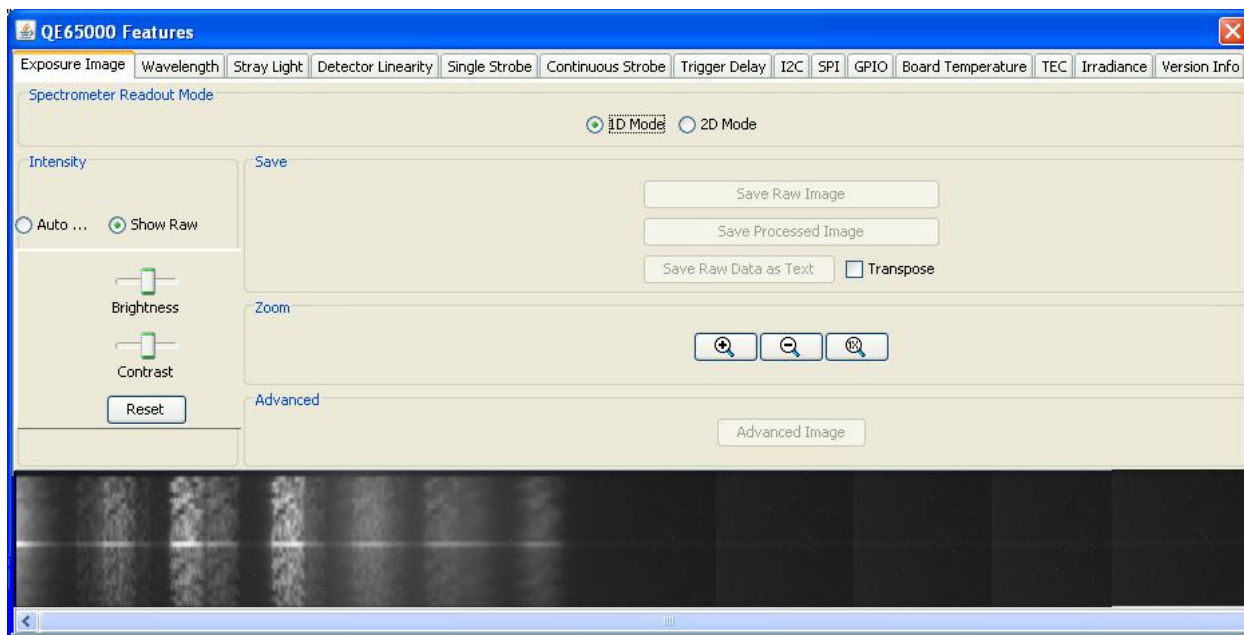 QE65000 Features
Exposure Image Wavelength Stray Light Detector Linearity Single Strobe Continuous Strobe Trigger Delay I2C SPI GPIO Board Temperature TEC Irradiance Version Info
Spectrometer Readout Mode
1D Mode 2D Mode
Intensity
Auto ... Show Raw
Brightness
Contrast
Reset
Save
Save Raw Image
Save Processed Image
Save Raw Data as Text Transpose
Zoom
1X
Advanced
Advanced Image